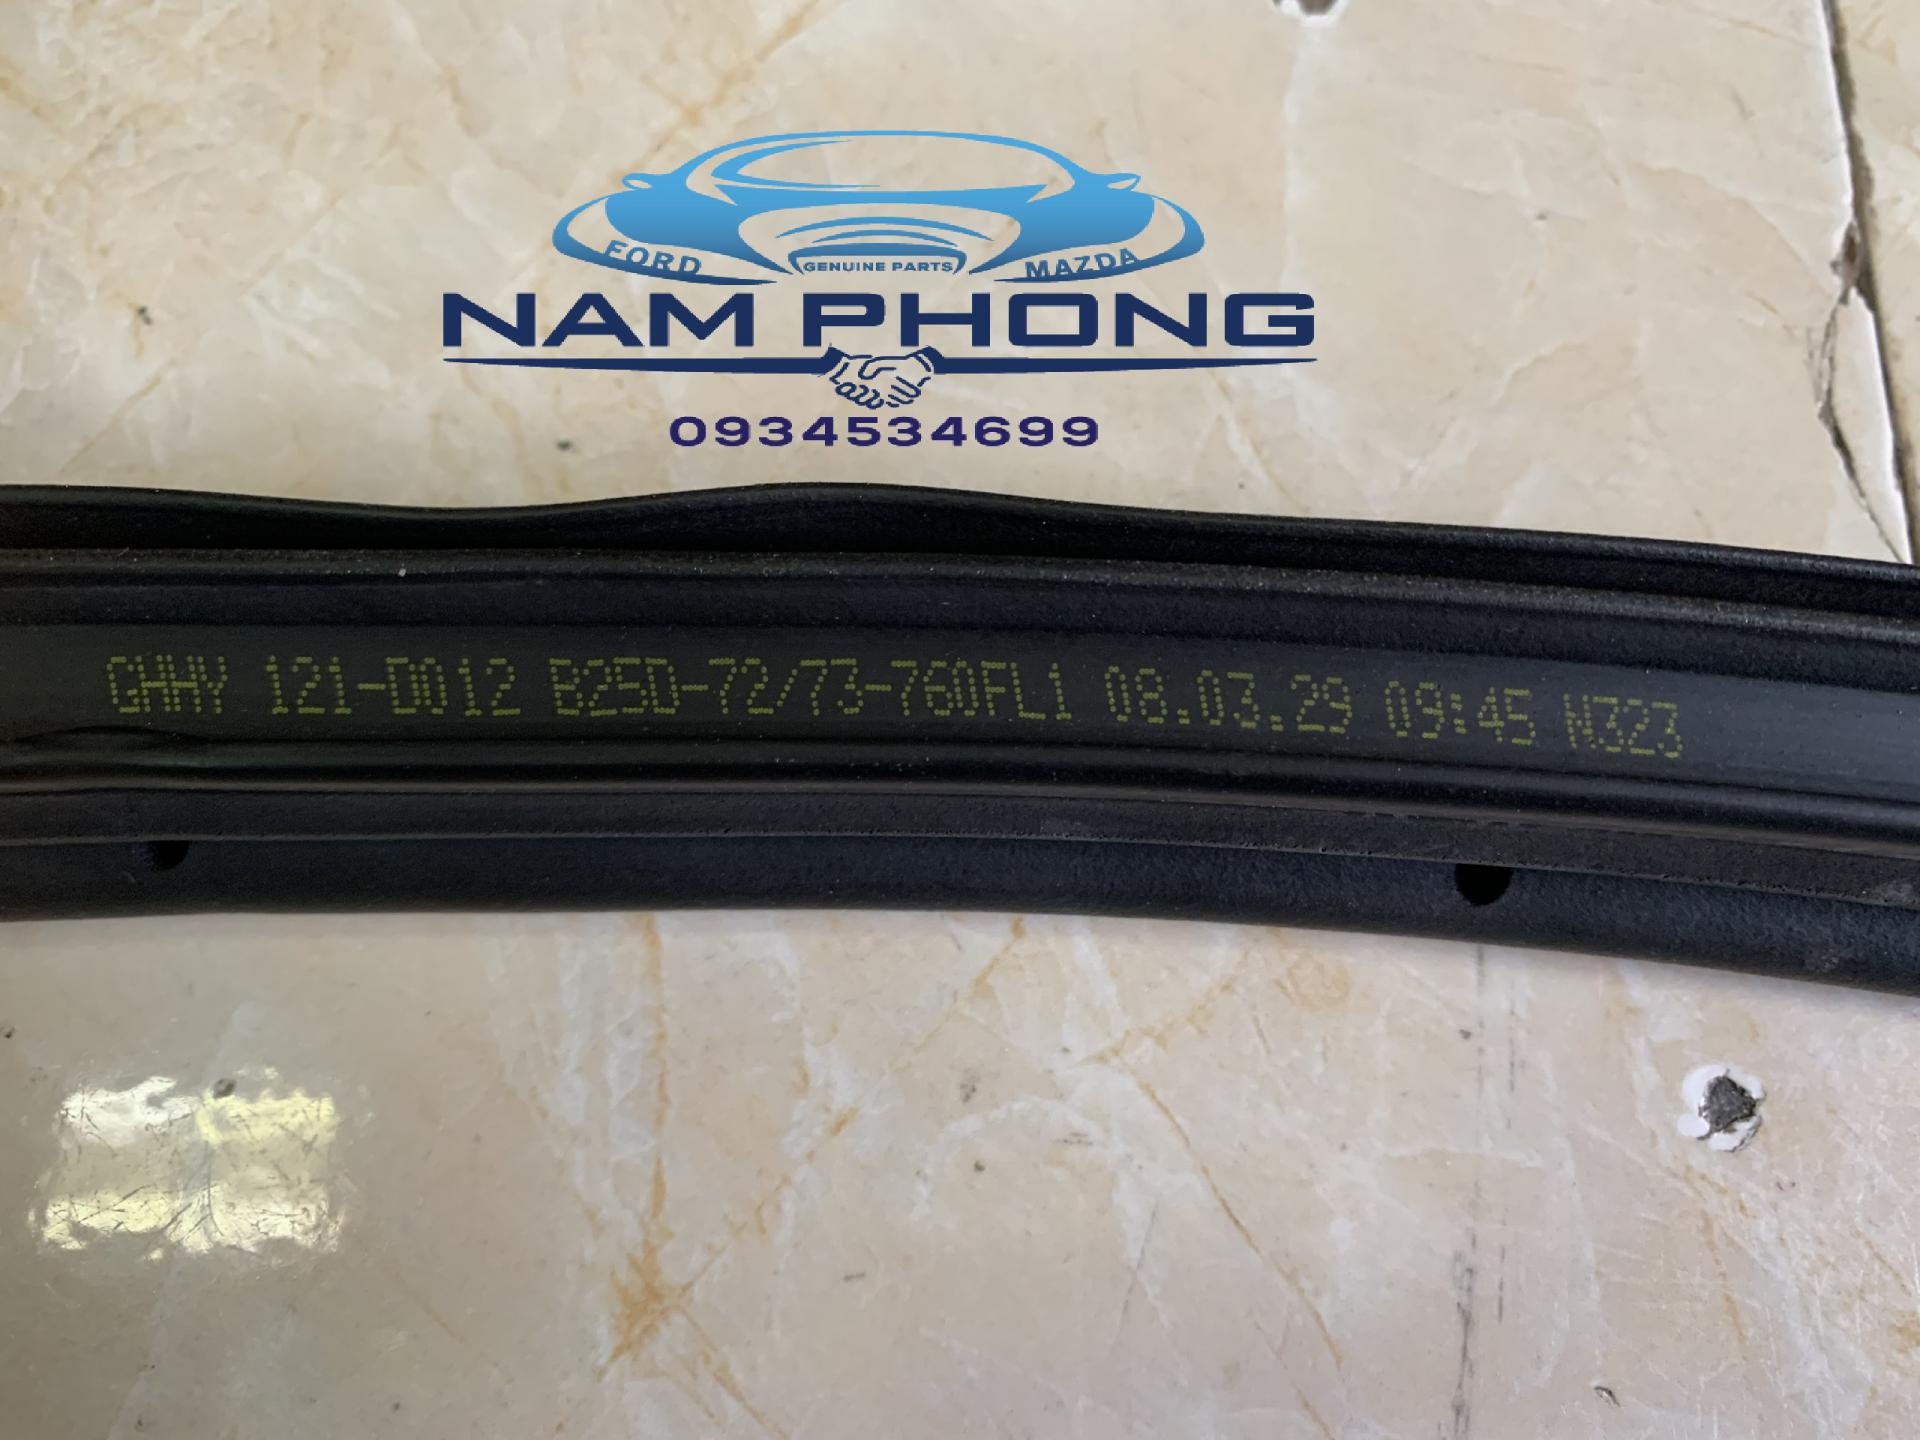 FORD GENUINE PARTS MAZDA
NAM PHONG
0934534699
GHHY 121-D012 B25D-72/73-760FL1 08.03.29 09:45 N323